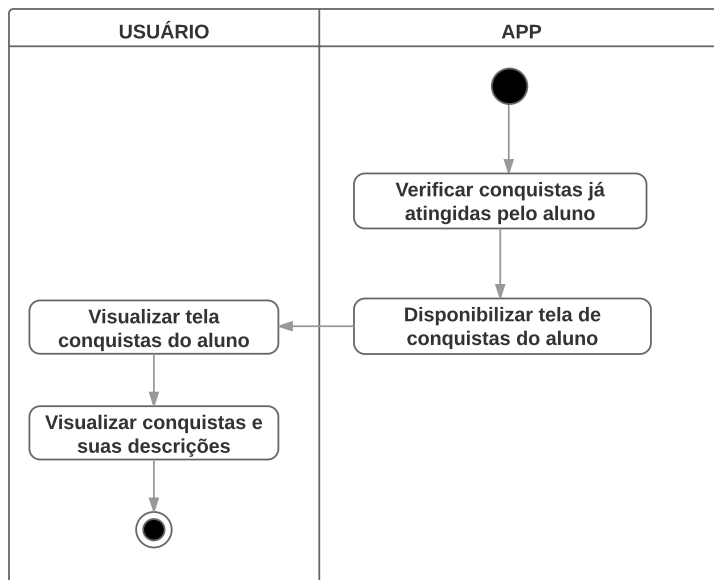 USUÁRIO
APP
Verificar conquistas já
atingidas pelo aluno
Disponibilizar tela de
conquistas do aluno
Visualizar tela
conquistas do aluno
Visualizar conquistas e
suas descrições